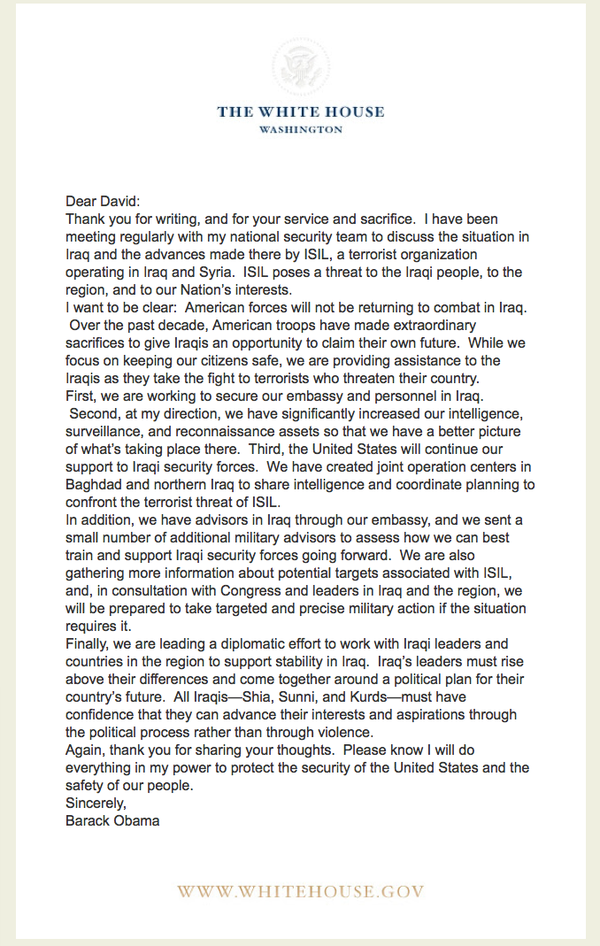 THE WHITE HOUSE
WASHINGTON
Dear David:
Thank you for writing, and for your service and sacrifice.  I have been
meeting regularly with my national security team to discuss the situation in
Iraq and the advances made there by ISIL, a terrorist organization
operating in Iraq and Syria.  ISIL poses a threat to the Iraqi people, to the
region, and to our Nation’s interests.
I want to be clear:  American forces will not be returning to combat in Iraq.
 Over the past decade, American troops have made extraordinary
sacrifices to give Iraqis an opportunity to claim their own future.  While we
focus on keeping our citizens safe, we are providing assistance to the
Iraqis as they take the fight to terrorists who threaten their country.
First, we are working to secure our embassy and personnel in Iraq.
 Second, at my direction, we have significantly increased our intelligence,
surveillance, and reconnaissance assets so that we have a better picture
of what’s taking place there.  Third, the United States will continue our
support to Iraqi security forces.  We have created joint operation centers in
Baghdad and northern Iraq to share intelligence and coordinate planning to
confront the terrorist threat of ISIL.
In addition, we have advisors in Iraq through our embassy, and we sent a
small number of additional military advisors to assess how we can best
train and support Iraqi security forces going forward.  We are also
gathering more information about potential targets associated with ISIL,
and, in consultation with Congress and leaders in Iraq and the region, we
will be prepared to take targeted and precise military action if the situation
requires it.
Finally, we are leading a diplomatic effort to work with Iraqi leaders and
countries in the region to support stability in Iraq.  Iraq’s leaders must rise
above their differences and come together around a political plan for their
country’s future.  All Iraqis—Shia, Sunni, and Kurds—must have
confidence that they can advance their interests and aspirations through
the political process rather than through violence.
Again, thank you for sharing your thoughts.  Please know I will do
everything in my power to protect the security of the United States and the
safety of our people.
Sincerely,
Barack Obama
WWW.WHITEHOUSE.GOV